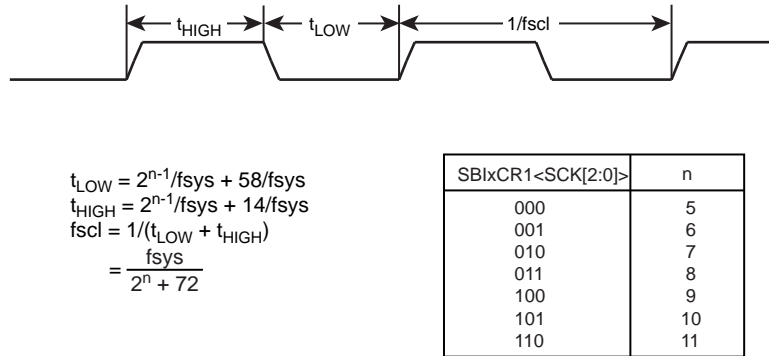 tHIGH tLOW 1/fscl
tLOW = 2n-1/fsys + 58/fsys
tHIGH = 2n-1/fsys + 14/fsys
fscl = 1/(tLOW + tHIGH)
= fsys
2n + 72
SBIxCR1<SCK[2:0]> n
000 5
001 6
010 7
011 8
100 9
101 10
110 11